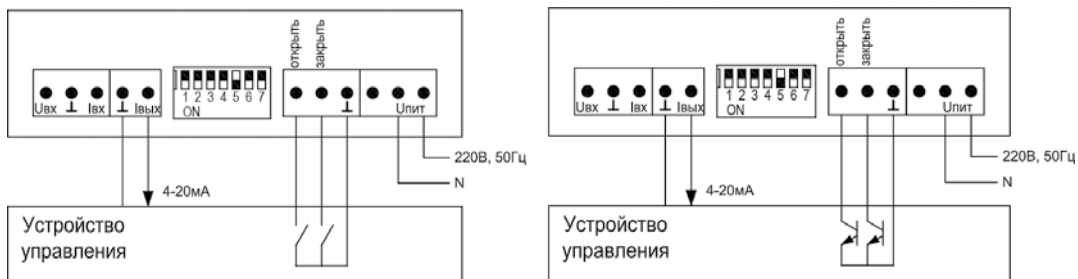 открыть
закрыть
Uвх ⊥ Iвх ⊥ Iвых
1 2 3 4 5 6 7
ON
⊥
Uпит
220В, 50Гц
N
4-20мА
Устройство
управления
открыть
закрыть
Uвх ⊥ Iвх ⊥ Iвых
1 2 3 4 5 6 7
ON
⊥
Uпит
220В, 50Гц
N
4-20мА
Устройство
управления